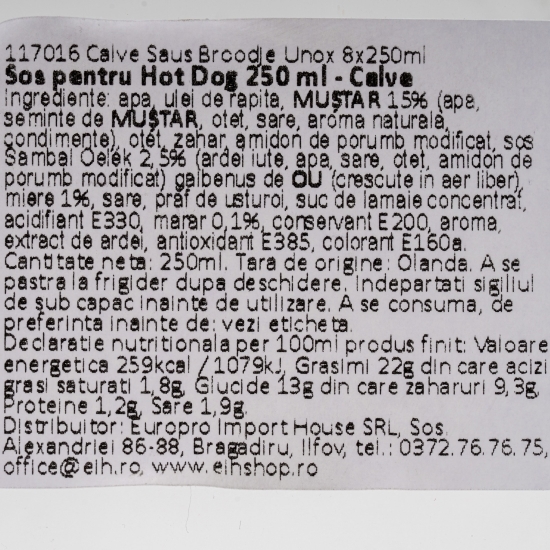 117016 Calve Saus Broodje Unox 8x250ml
Sos pentru Hot Dog 250 ml - Calve
Ingrediente: apa, ulei de rapita, MUȘTAR 15% (apa,
seminte de MUȘTAR, otet, sare, aroma naturala,
condimente), otet, zahar, amidon de porumb modificat, sos
Sambal Oelek 2,5% (ardei iute, apa, sare, otet, amidon de
porumb modificat) galbenus de OU (crescute in aer liber),
miere 1%, sare, praf de usturoi, suc de lamaie concentrat,
acidifiant E330, marar 0,1%, conservant E200, aroma,
extract de ardei, antioxidant E385, colorant E160a.
Cantitate neta: 250ml. Tara de origine: Olanda. A se
pastra la frigider dupa deschidere. Indepartati sigiliul
de sub capac inainte de utilizare. A se consuma, de
preferinta inainte de: vezi eticheta.
Declaratie nutritionala per 100ml produs finit: Valoare
energetica 259kcal / 1079kJ, Grasimi 22g din care acizi
grasi saturati 1,8g, Glucide 13g din care zaharuri 9,3g,
Proteine 1,2g, Sare 1,9g.
Distribuitor: Europro Import House SRL, Sos.
Alexandriei 86-88, Bragadiru, Ilfov, tel.: 0372.76.76.75,
office@eih.ro, www.eihshop.ro